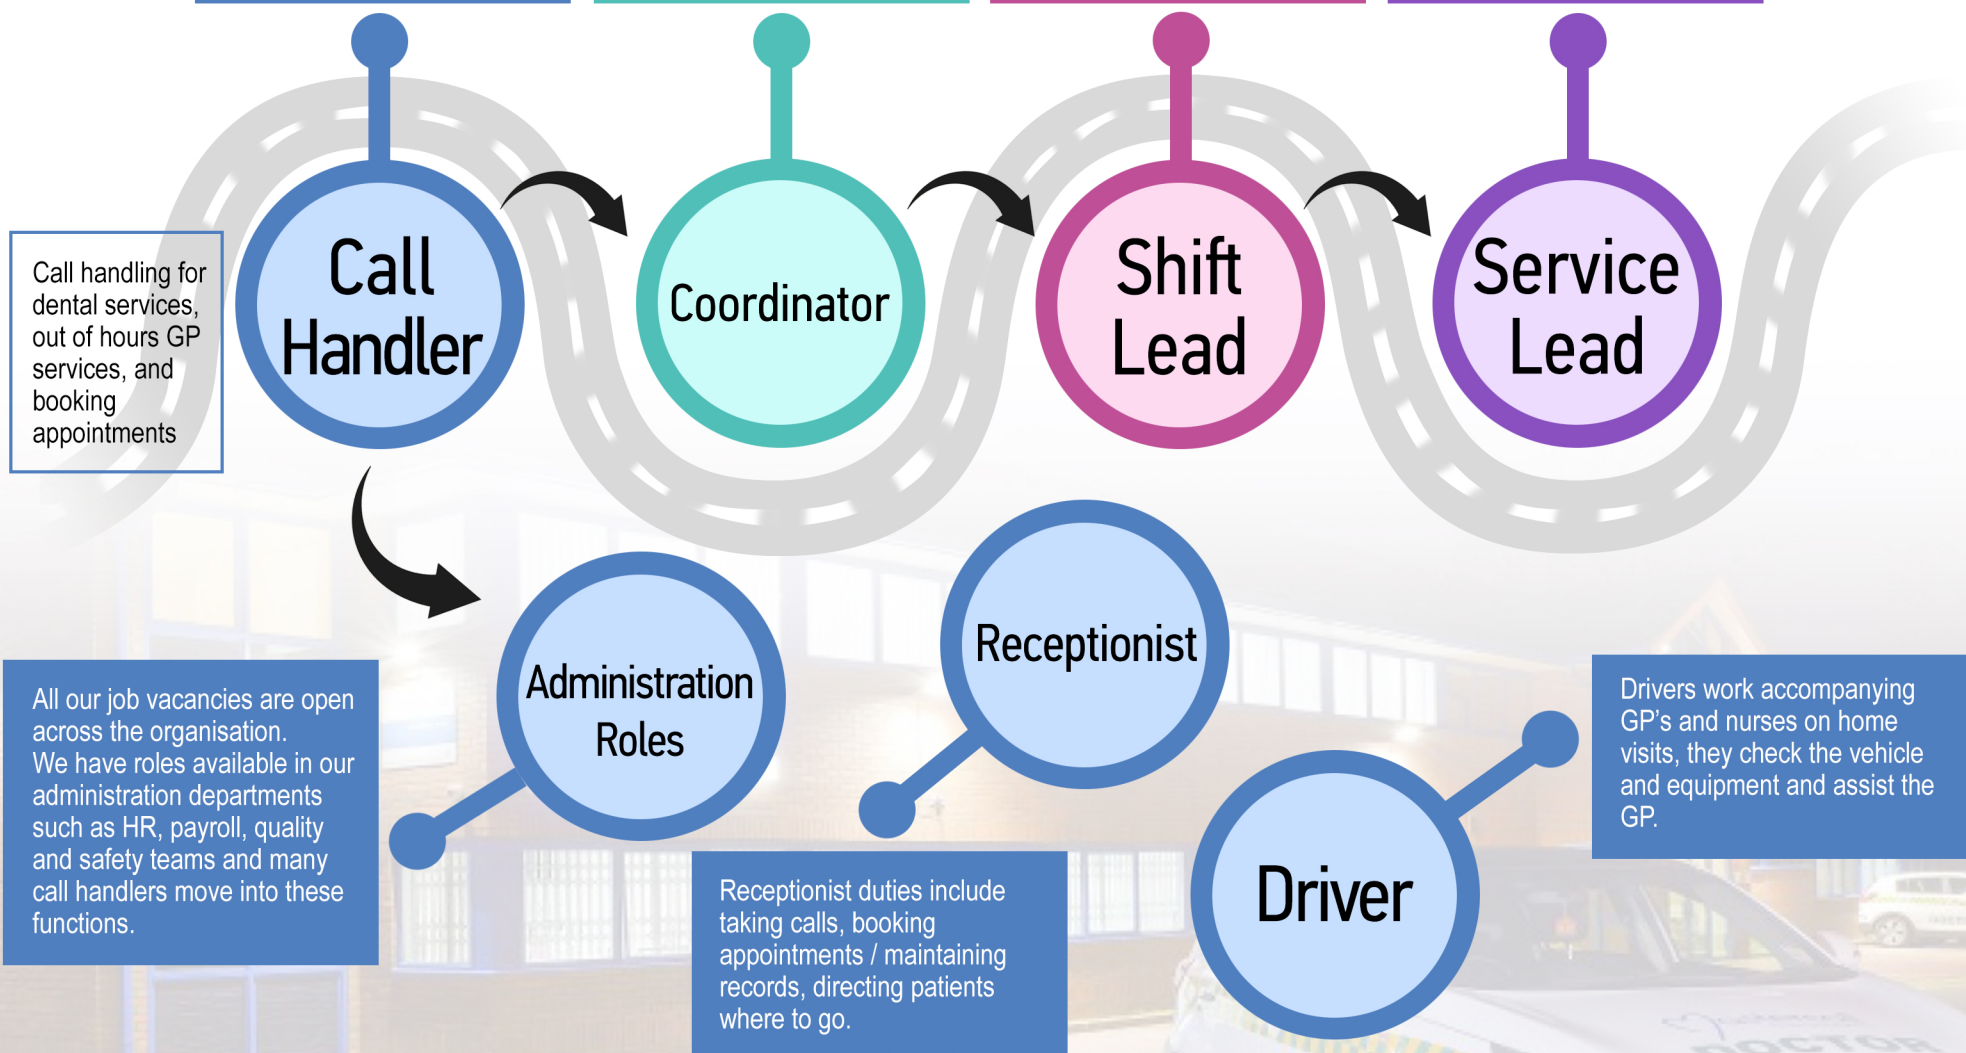 Call handling for
dental services,
out of hours GP
services, and
booking
appointments
Call
Handler
Coordinator
Shift
Lead
Service
Lead
Administration
Roles
Receptionist
Driver
All our job vacancies are open
across the organisation.
We have roles available in our
administration departments
such as HR, payroll, quality
and safety teams and many
call handlers move into these
functions.
Receptionist duties include
taking calls, booking
appointments / maintaining
records, directing patients
where to go.
Drivers work accompanying
GP's and nurses on home
visits, they check the vehicle
and equipment and assist the
GP.
DOCTOR